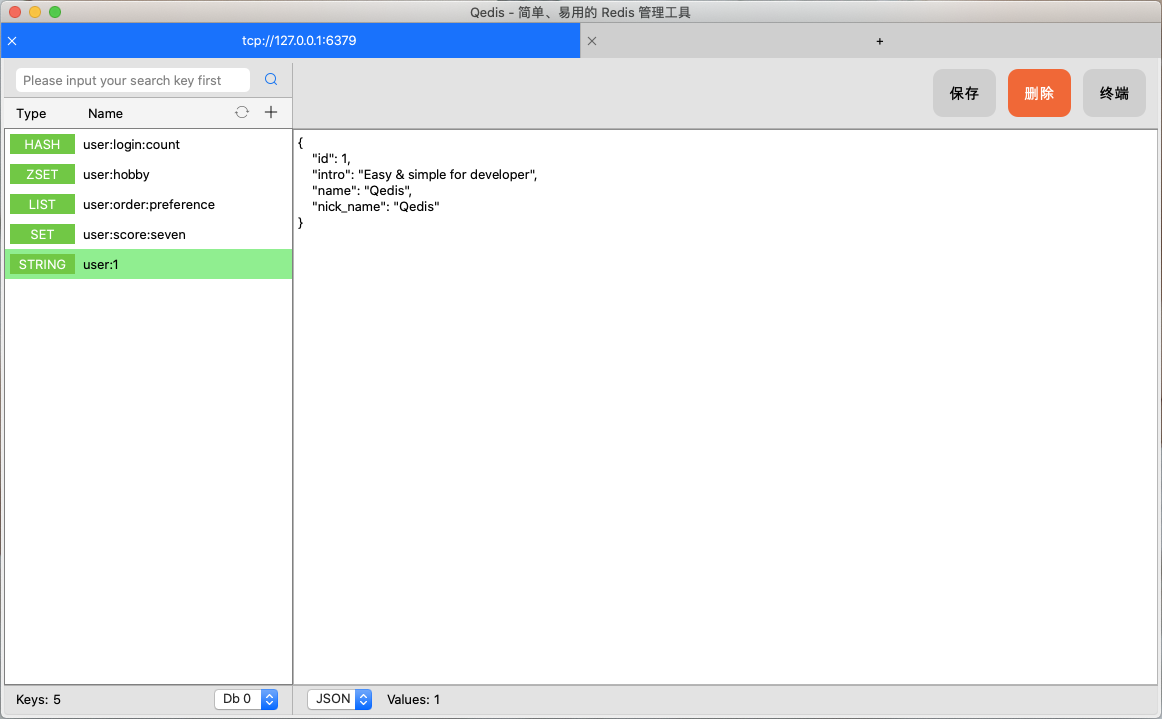 Qedis - 简单、易用的 Redis 管理工具
tcp://127.0.0.1:6379
+
Please input your search key first
保存
删除
终端
Type Name
HASH user:login:count
ZSET user:hobby
LIST user:order:preference
SET user:score:seven
STRING user:1
{
"id": 1,
"intro": "Easy & simple for developer",
"name": "Qedis",
"nick_name": "Qedis"
}
Keys: 5
Db 0
JSON
Values: 1